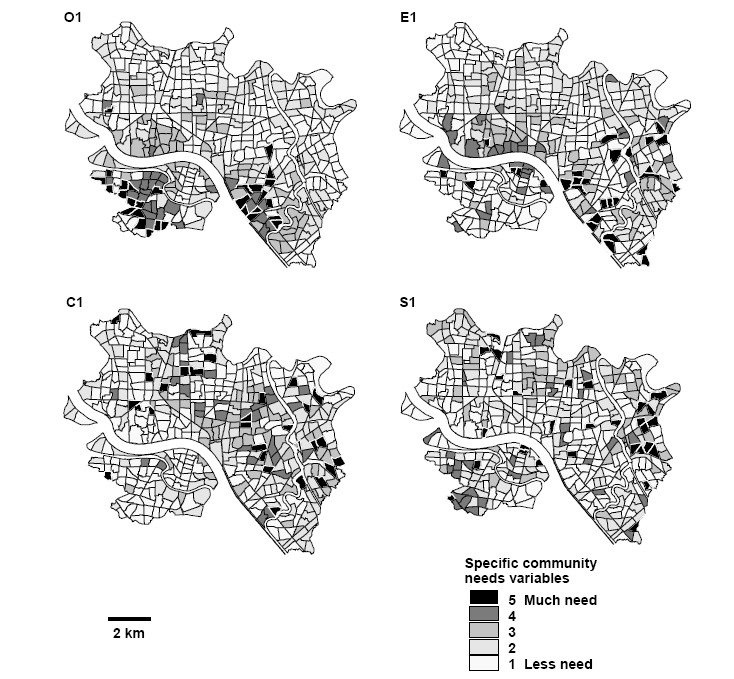 O1
E1
C1
S1
Specific community
needs variables
5 Much need
4
3
2
1 Less need
2 km